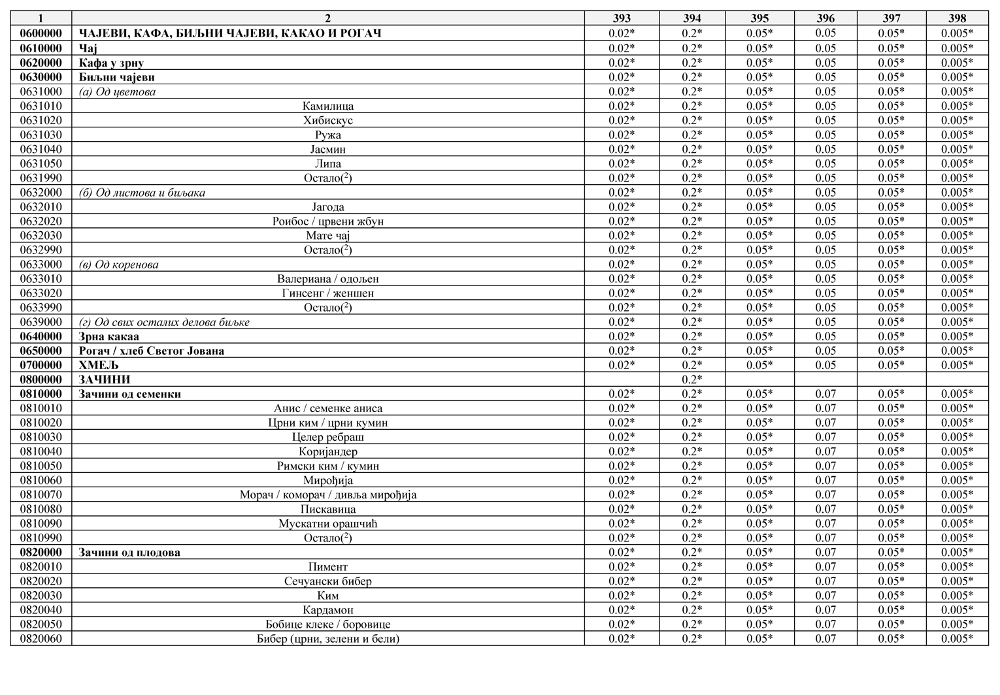 1 2 393 394 395 396 397 398
0600000 ЧАЈЕВИ, КАФА, БИЉНИ ЧАЈЕВИ, КАКАО И РОГАЧ 0.02* 0.2* 0.05* 0.05 0.05* 0.005*
0610000 Чај 0.02* 0.2* 0.05* 0.05 0.05* 0.005*
0620000 Кафа у зрну 0.02* 0.2* 0.05* 0.05 0.05* 0.005*
0630000 Биљни чајеви 0.02* 0.2* 0.05* 0.05 0.05* 0.005*
0631000 (а) Од цветова 0.02* 0.2* 0.05* 0.05 0.05* 0.005*
0631010 Камилица 0.02* 0.2* 0.05* 0.05 0.05* 0.005*
0631020 Хибискус 0.02* 0.2* 0.05* 0.05 0.05* 0.005*
0631030 Ружа 0.02* 0.2* 0.05* 0.05 0.05* 0.005*
0631040 Јасмин 0.02* 0.2* 0.05* 0.05 0.05* 0.005*
0631050 Липа 0.02* 0.2* 0.05* 0.05 0.05* 0.005*
0631990 Остало(²) 0.02* 0.2* 0.05* 0.05 0.05* 0.005*
0632000 (б) Од листова и биљака 0.02* 0.2* 0.05* 0.05 0.05* 0.005*
0632010 Јагода 0.02* 0.2* 0.05* 0.05 0.05* 0.005*
0632020 Роибос / црвени жбун 0.02* 0.2* 0.05* 0.05 0.05* 0.005*
0632030 Мате чај 0.02* 0.2* 0.05* 0.05 0.05* 0.005*
0632990 Остало(²) 0.02* 0.2* 0.05* 0.05 0.05* 0.005*
0633000 (в) Од коренова 0.02* 0.2* 0.05* 0.05 0.05* 0.005*
0633010 Валериана / одољен 0.02* 0.2* 0.05* 0.05 0.05* 0.005*
0633020 Гинсенг / женшен 0.02* 0.2* 0.05* 0.05 0.05* 0.005*
0633990 Остало(²) 0.02* 0.2* 0.05* 0.05 0.05* 0.005*
0639000 (г) Од свих осталих делова биљке 0.02* 0.2* 0.05* 0.05 0.05* 0.005*
0640000 Зрна какаа 0.02* 0.2* 0.05* 0.05 0.05* 0.005*
0650000 Рогач / хлеб Светог Јована 0.02* 0.2* 0.05* 0.05 0.05* 0.005*
0700000 ХМЕЉ 0.02* 0.2* 0.05* 0.05 0.05* 0.005*
0800000 ЗАЧИНИ 0.2*
0810000 Зачини од семенки 0.02* 0.2* 0.05* 0.07 0.05* 0.005*
0810010 Анис / семенке аниса 0.02* 0.2* 0.05* 0.07 0.05* 0.005*
0810020 Црни ким / црни кумин 0.02* 0.2* 0.05* 0.07 0.05* 0.005*
0810030 Целер ребраш 0.02* 0.2* 0.05* 0.07 0.05* 0.005*
0810040 Коријандер 0.02* 0.2* 0.05* 0.07 0.05* 0.005*
0810050 Римски ким / кумин 0.02* 0.2* 0.05* 0.07 0.05* 0.005*
0810060 Мирођија 0.02* 0.2* 0.05* 0.07 0.05* 0.005*
0810070 Морач / коморач / дивља мирођија 0.02* 0.2* 0.05* 0.07 0.05* 0.005*
0810080 Пискавица 0.02* 0.2* 0.05* 0.07 0.05* 0.005*
0810090 Мускатни орашчић 0.02* 0.2* 0.05* 0.07 0.05* 0.005*
0810990 Остало(²) 0.02* 0.2* 0.05* 0.07 0.05* 0.005*
0820000 Зачини од плодова 0.02* 0.2* 0.05* 0.07 0.05* 0.005*
0820010 Пимент 0.02* 0.2* 0.05* 0.07 0.05* 0.005*
0820020 Сечуански бибер 0.02* 0.2* 0.05* 0.07 0.05* 0.005*
0820030 Ким 0.02* 0.2* 0.05* 0.07 0.05* 0.005*
0820040 Кардамон 0.02* 0.2* 0.05* 0.07 0.05* 0.005*
0820050 Бобице клеке / боровице 0.02* 0.2* 0.05* 0.07 0.05* 0.005*
0820060 Бибер (црни, зелени и бели) 0.02* 0.2* 0.05* 0.07 0.05* 0.005*